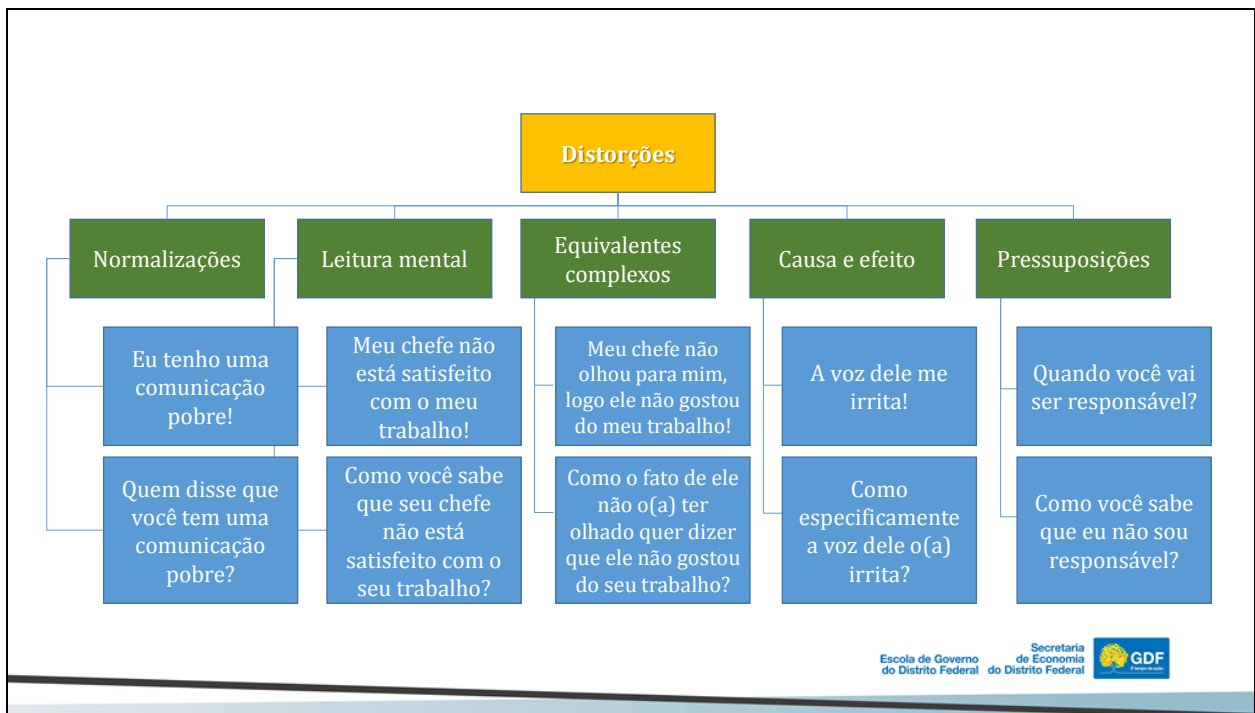 Distorções
Normalizações
Leitura mental
Equivalentes
complexos
Causa e efeito
Pressuposições
Eu tenho uma
comunicação
pobre!
Meu chefe não
está satisfeito
com o meu
trabalho!
Meu chefe não
olhou para mim,
logo ele não gostou
do meu trabalho!
A voz dele me
irrita!
Quando você vai
ser responsável?
Quem disse que
você tem uma
comunicação
pobre?
Como você sabe
que seu chefe
não está
satisfeito com o
seu trabalho?
Como o fato de ele
não o(a) ter
olhado quer dizer
que ele não gostou
do seu trabalho?
Como
especificamente
a voz dele o(a)
irrita?
Como você sabe
que eu não sou
responsável?
Escola de Governo
do Distrito Federal
Secretaria
de Economia
do Distrito Federal
GDF
É tempo de ação.